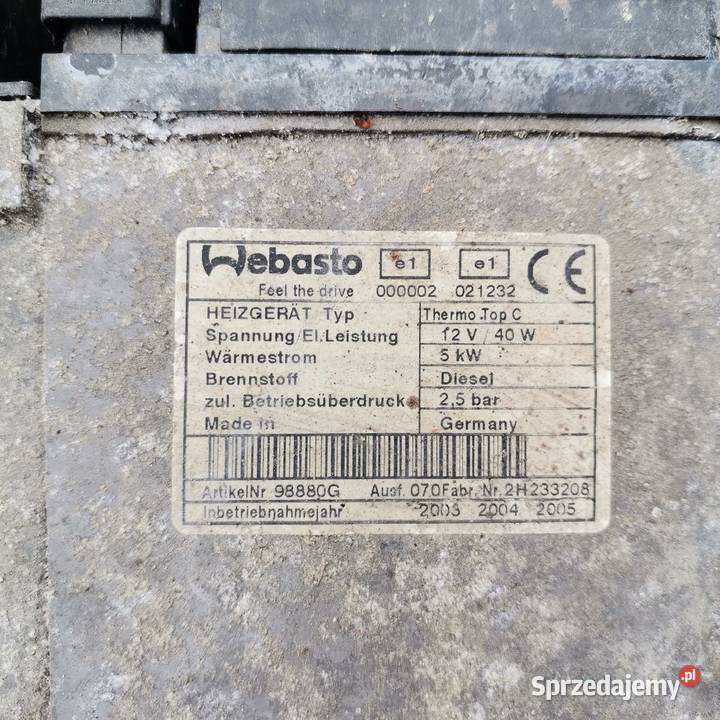 Webasto e1 e1 CE
Feel the drive 000002 021232
HEIZGERÄT Typ Thermo Top C
Spannung/El.Leistung 12 V / 40 W
Wärmestrom 5 kW
Brennstoff Diesel
zul. Betriebsüberdruck 2,5 bar
Made in Germany
ArtikelNr 98880G Ausf. 070 Fabr. Nr. 2H233208
Inbetriebnahmejahr 2003 2004 2005
Sprzedajemy.pl